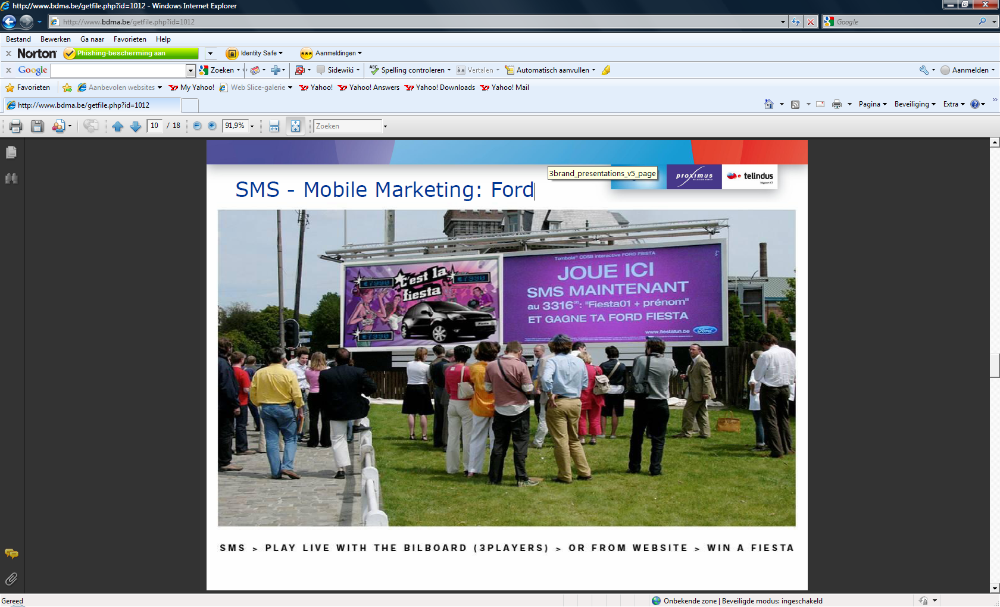 http://www.bdma.be/getfile.php?id=1012 - Windows Internet Explorer
http://www.bdma.be/getfile.php?id=1012
Google
Bestand Bewerken Ga naar Favorieten Help
x Norton Phishing-bescherming aan Identity Safe Aanmeldingen
x Google Zoeken Sidewiki Spelling controleren Vertalen Automatisch aanvullen Aanmelden
Favorieten Aanbevolen websites My Yahoo! Web Slice-galerie Yahoo! Yahoo! Answers Yahoo! Downloads Yahoo! Mail
http://www.bdma.be/getfile.php?id=1012
Pagina Beveiliging Extra
10 / 18 91,9% Zoeken
3brand_presentations_v5_page
proximus
telindus
SMS - Mobile Marketing: Ford
c'est la
fiesta
€7990
€7990
€7990
Fiesta
Tombola CDSB interactive FORD FIESTA
JOUE ICI
SMS MAINTENANT
au 3316(2): "Fiesta01 + prénom"
ET GAGNE TA FORD FIESTA
www.fiestafun.be
Ford
SMS > PLAY LIVE WITH THE BILBOARD (3PLAYERS) > OR FROM WEBSITE > WIN A FIESTA
Gereed
Onbekende zone | Beveiligde modus: ingeschakeld